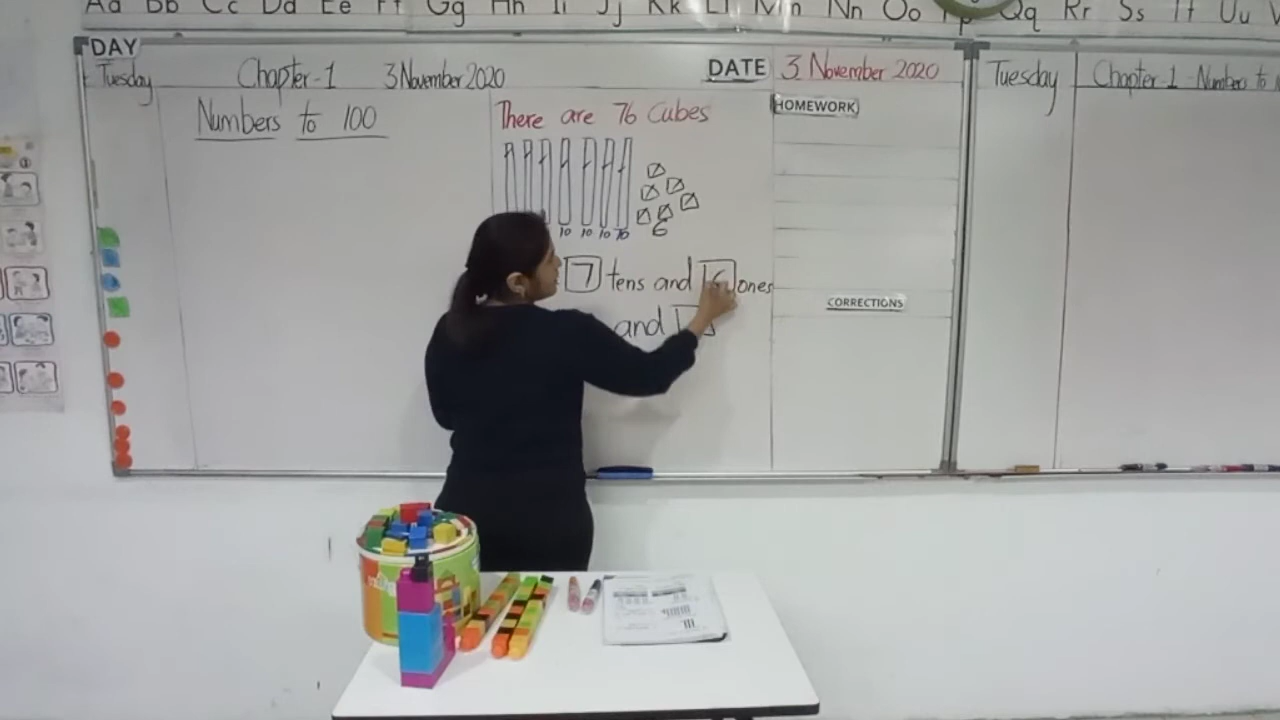 Aa Bb Cc Dd Ee Ff Gg Hh Ii Jj Kk Ll Mm Nn Oo Pp Qq Rr Ss Tt Uu
DAY
Tuesday
Chapter-1 3 November 2020
DATE
3 November 2020
Tuesday
Chapter 1 Numbers to
Numbers to 100
There are 76 Cubes
HOMEWORK
10 10 10 10
6
7 tens and 6 ones
and
CORRECTIONS